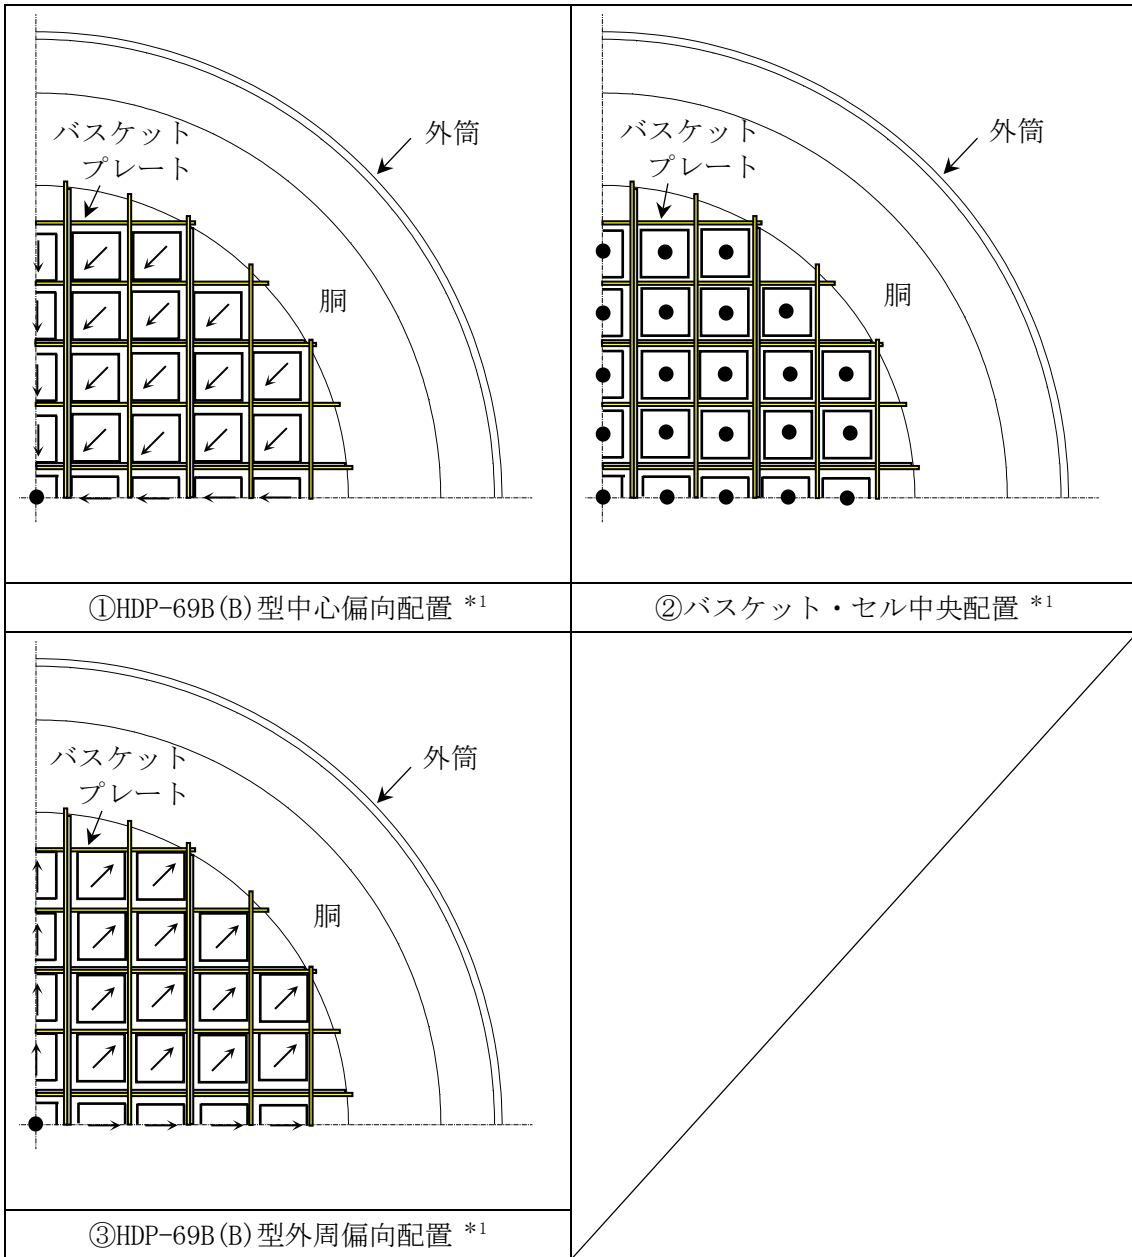 バスケット
プレート
外筒
胴
①HDP-69B(B)型中心偏向配置 *1
バスケット
プレート
外筒
胴
②バスケット・セル中央配置 *1
バスケット
プレート
外筒
胴
③HDP-69B(B)型外周偏向配置 *1